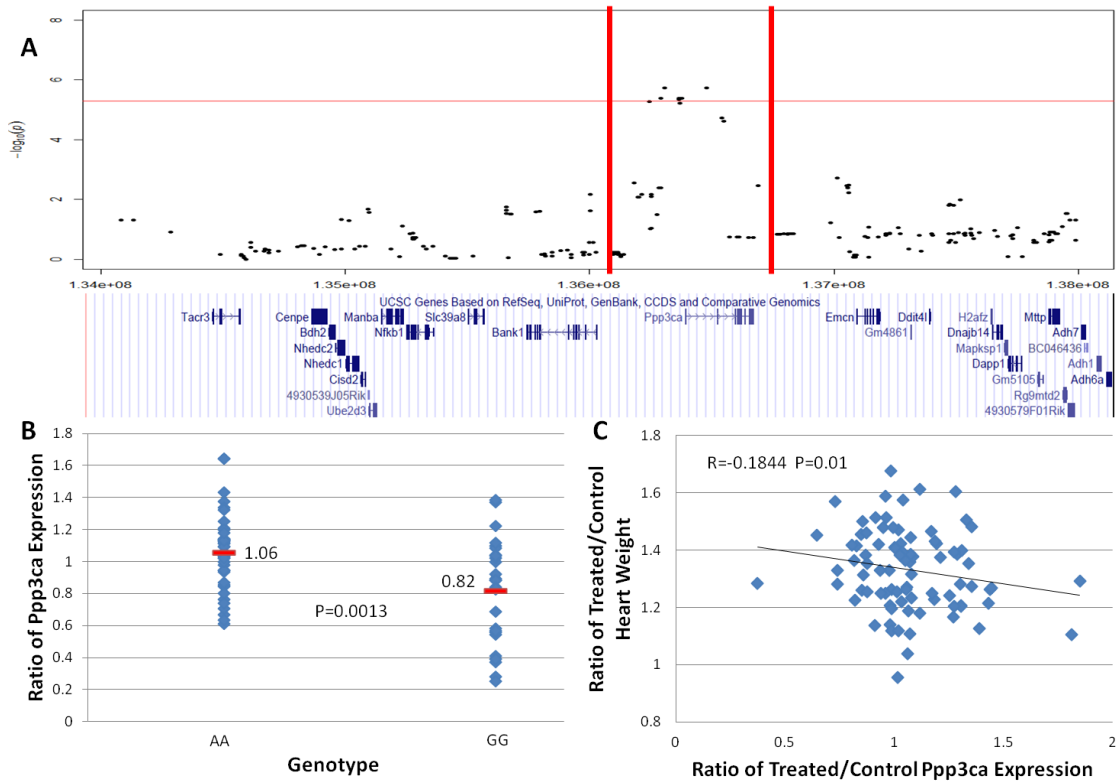 A
8
6
4
2
0
-log10(p)
1.34e+08 1.35e+08 1.36e+08 1.37e+08 1.38e+08
UCSC Genes Based on RefSeq, UniProt, GenBank, CCDS and Comparative Genomics
Tacr3 Cenpe Manba Slc39a8 Ppp3ca Emcn Ddit4l H2afz Mttp
Bdh2 Nfkb1 Bank1 Gm4861 Dnajb14 Adh7
Nhedc2 Mapksp1 BC046436
Nhedc1 Dapp1 Adh1
Cisd2 Gm5105 Adh6a
4930539J05Rik Rg9mtd2
Ube2d3 4930579F01Rik
B
Ratio of Ppp3ca Expression
1.8
1.6
1.4
1.2
1
0.8
0.6
0.4
0.2
0
1.06
0.82
P=0.0013
AA GG
Genotype
C
Ratio of Treated/Control
Heart Weight
1.8
1.6
1.4
1.2
1
0.8
R=-0.1844 P=0.01
0 0.5 1 1.5 2
Ratio of Treated/Control Ppp3ca Expression